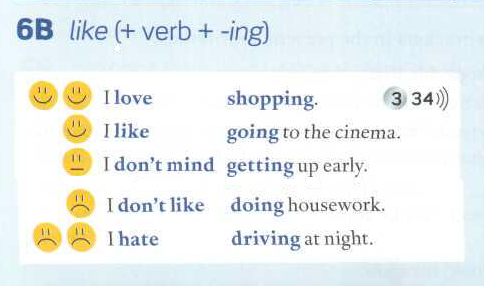 6B like (+ verb + -ing)
I love shopping. 3 34))
I like going to the cinema.
I don't mind getting up early.
I don't like doing housework.
I hate driving at night.